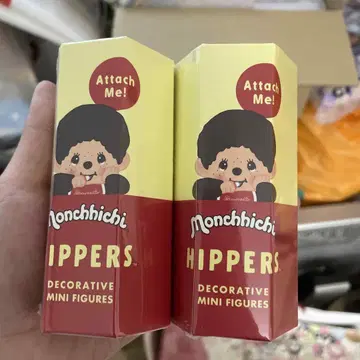 Attach
Me!
Monchhichi
HIPPERS
DECORATIVE
MINI FIGURES
Attach
Me!
Monchhichi
HIPPERS
DECORATIVE
MINI FIGURES